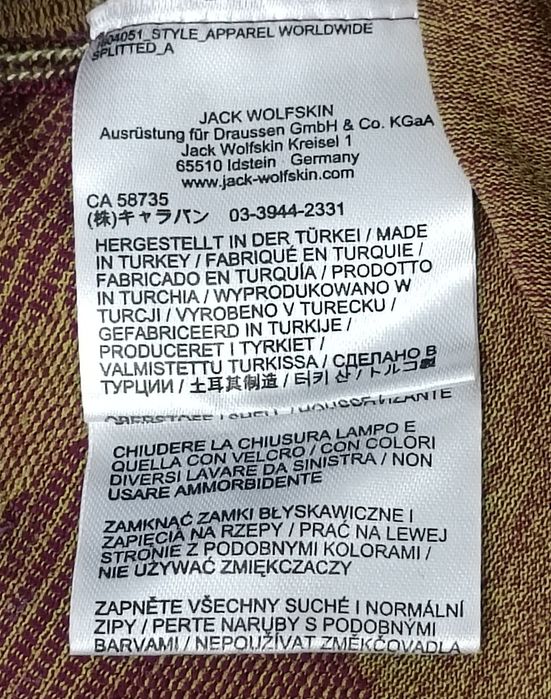 STYLE_APPAREL WORLDWIDE
SPLITTED_A
JACK WOLFSKIN
Ausrüstung für Draussen GmbH & Co. KGaA
Jack Wolfskin Kreisel 1
65510 Idstein Germany
www.jack-wolfskin.com
CA 58735
(株)キャラバン 03-3944-2331
HERGESTELLT IN DER TÜRKEI / MADE
IN TURKEY / FABRIQUÉ EN TURQUIE /
FABRICADO EN TURQUÍA / PRODOTTO
IN TURCHIA / WYPRODUKOWANO W
TURCJI / VYROBENO V TURECKU /
GEFABRICEERD IN TURKIJE /
PRODUCERET I TYRKIET /
VALMISTETTU TURKISSA / СДЕЛАНО В
ТУРЦИИ / 土耳其制造 / 터키 산 / トルコ製
CHIUDERE LA CHIUSURA LAMPO E
QUELLA CON VELCRO / CON COLORI
DIVERSI LAVARE DA SINISTRA / NON
USARE AMMORBIDENTE
ZAMKNĄĆ ZAMKI BŁYSKAWICZNE I
ZAPIĘCIA NA RZEPY / PRAĆ NA LEWEJ
STRONIE Z PODOBNYMI KOLORAMI /
NIE UŻYWAĆ ZMIĘKCZACZY
ZAPNĚTE VŠECHNY SUCHÉ I NORMÁLNÍ
ZIPY / PERTE NARUBY S PODOBNÝMI
BARVAMI / NEPOUŽÍVAT ZMĚKČOVADLA